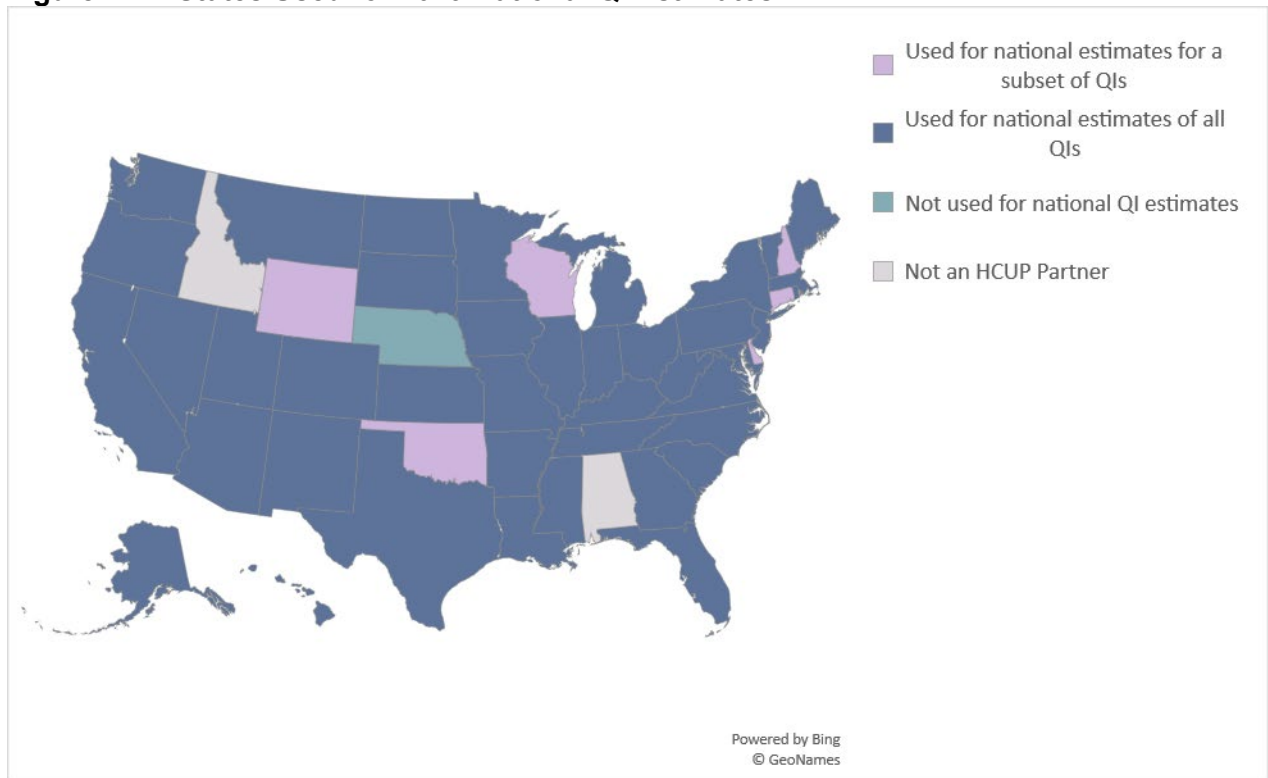 Used for national estimates for a
subset of QIs
Used for national estimates of all
QIs
Not used for national QI estimates
Not an HCUP Partner
Powered by Bing
© GeoNames